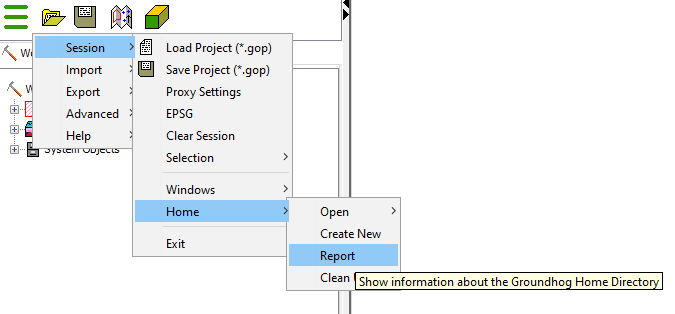 Wo
Session
Import
Export
Advanced
Help
System Objects
Load Project (*.gop)
Save Project (*.gop)
Proxy Settings
EPSG
Clear Session
Selection
Windows
Home
Exit
Open
Create New
Report
Clean
Show information about the Groundhog Home Directory